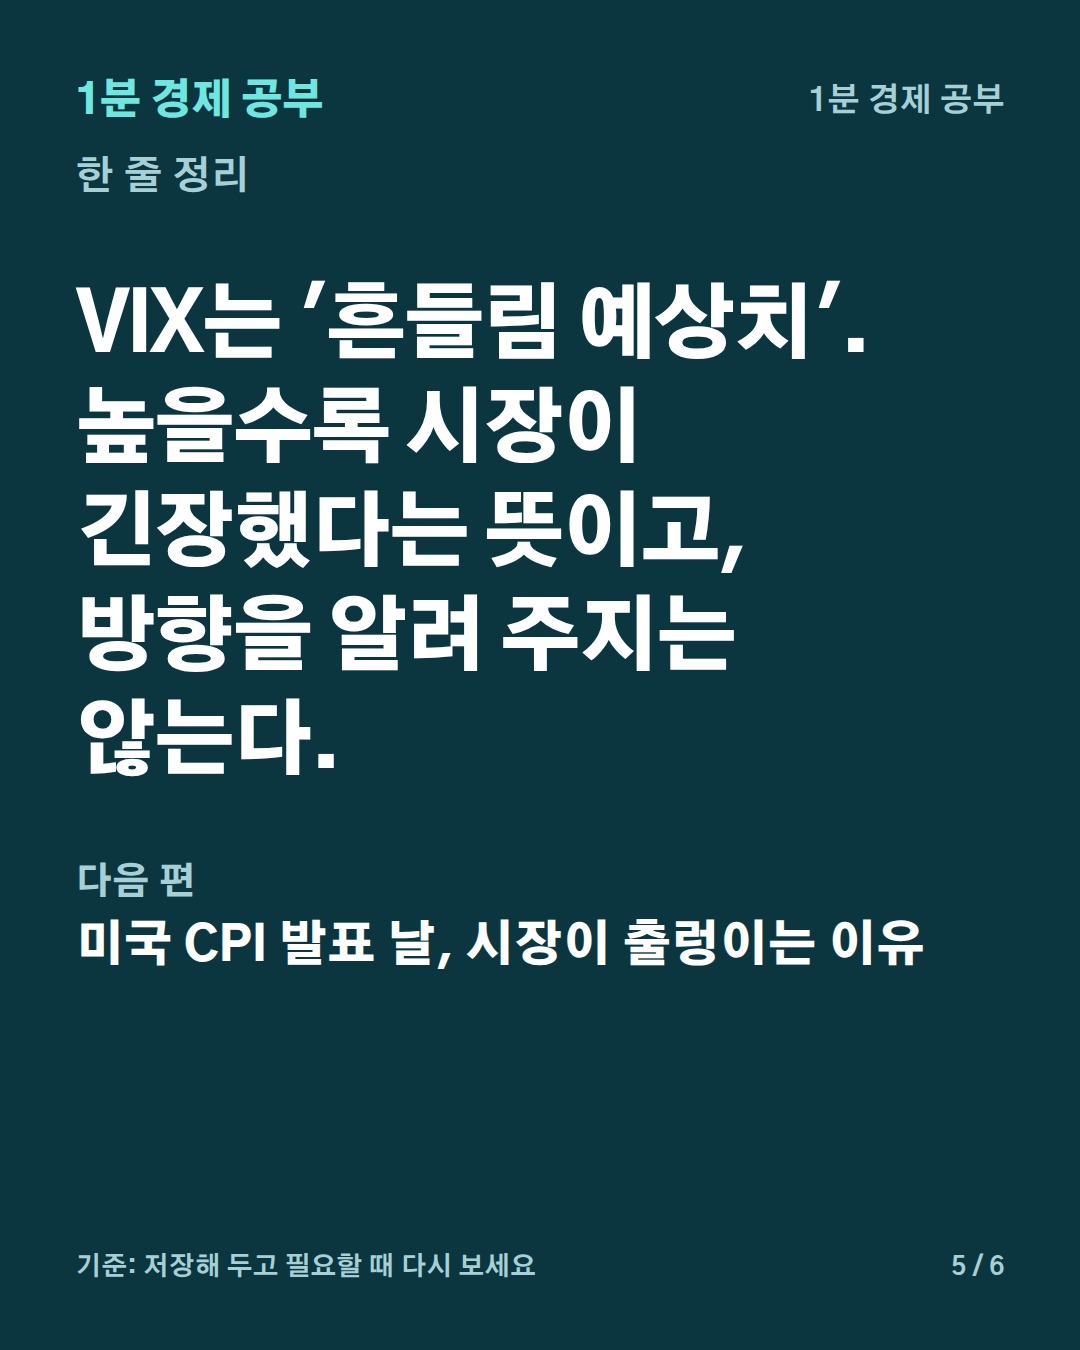 1분 경제 공부
1분 경제 공부
한 줄 정리
VIX는 '흔들림 예상치'.
높을수록 시장이
긴장했다는 뜻이고,
방향을 알려 주지는
않는다.
다음 편
미국 CPI 발표 날, 시장이 출렁이는 이유
기준: 저장해 두고 필요할 때 다시 보세요
5 / 6